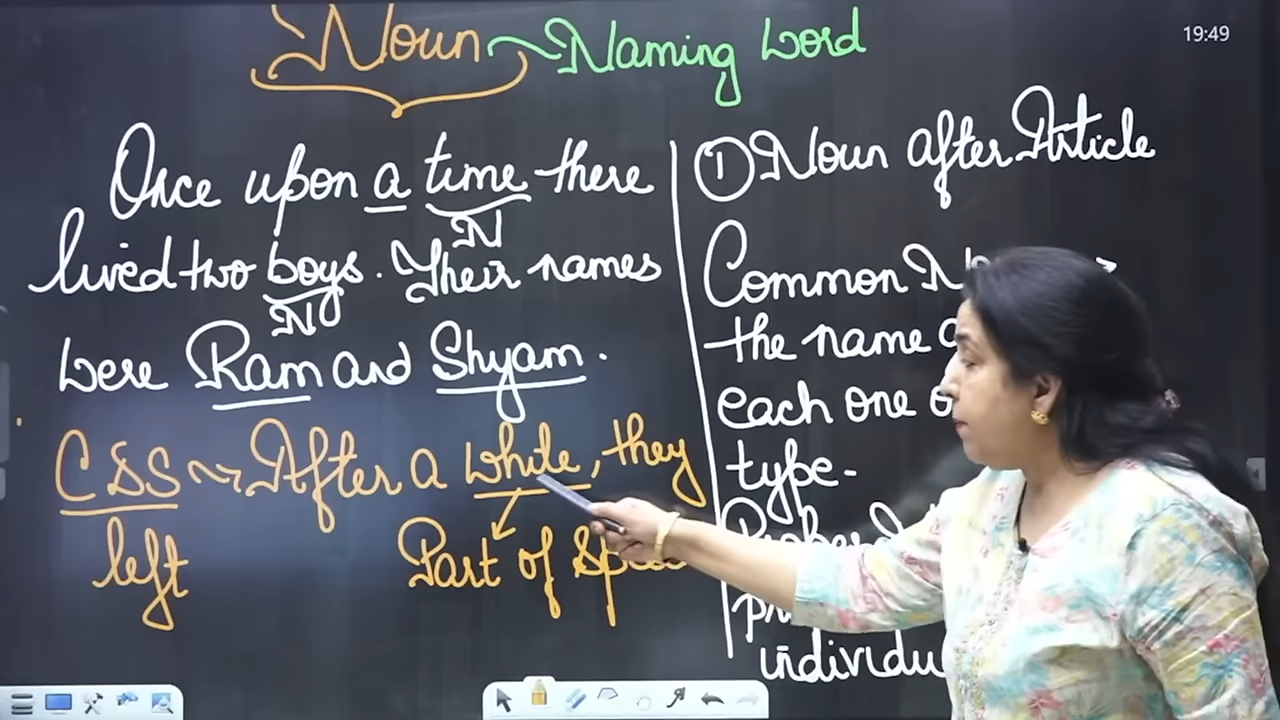 Noun Naming word
19:49
Once upon a time there
N
lived two boys. Their names
N
were Ram and Shyam.
CSS After a while, they
left Part of
① Noun after Article
Common
the name
each one
type-
individu